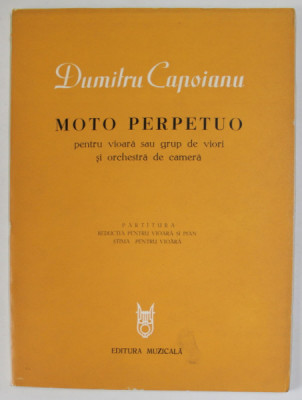 Dumitru Capoianu
MOTO PERPETUO
pentru vioară sau grup de viori
și orchestră de cameră
PARTITURA
REDUCȚIA PENTRU VIOARĂ ȘI PIAN
ȘTIMA PENTRU VIOARĂ
EDITURA MUZICALĂ